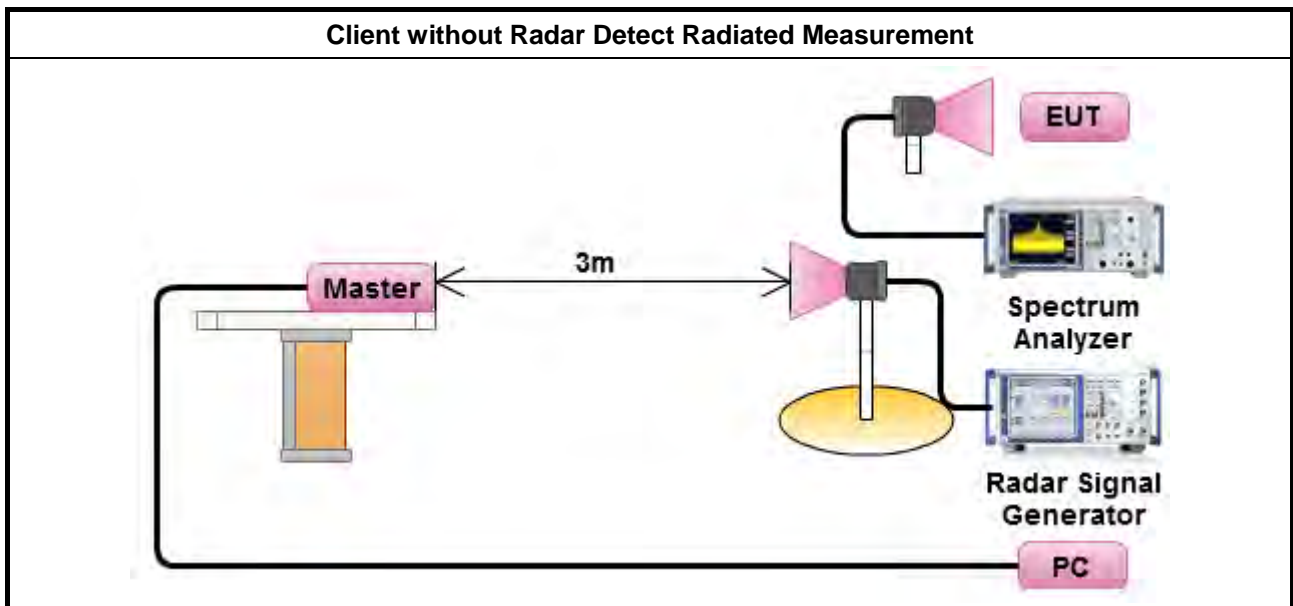 Client without Radar Detect Radiated Measurement
EUT
3m
Master
Spectrum
Analyzer
Radar Signal
Generator
PC